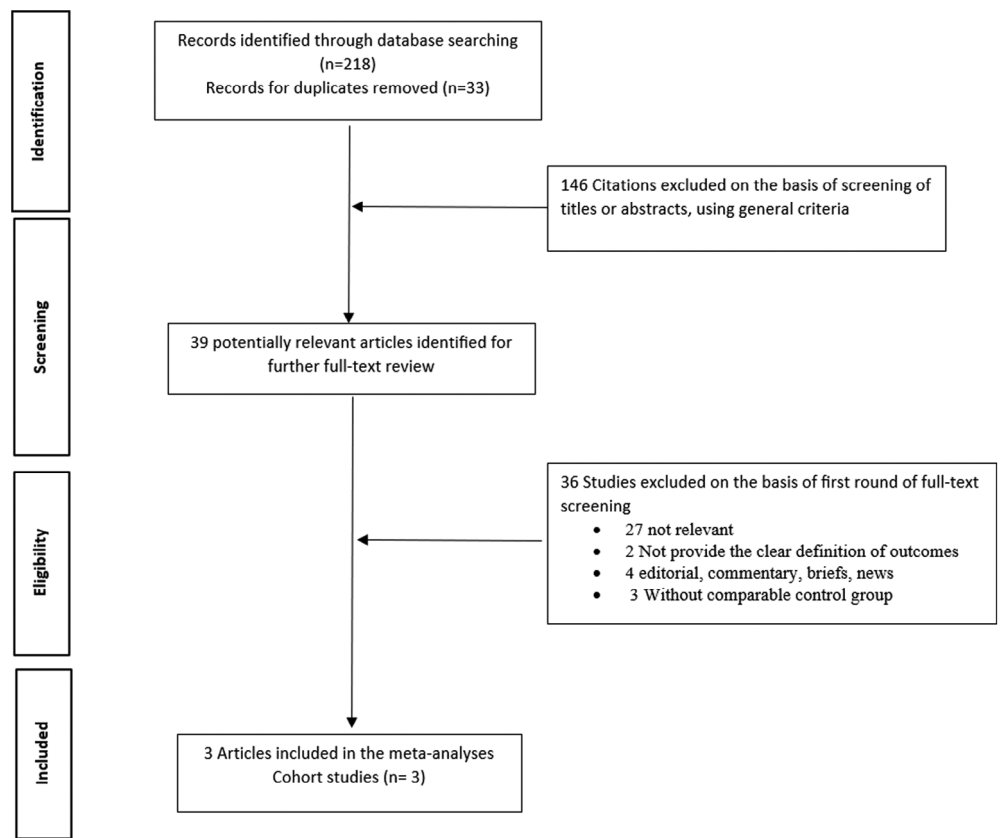 Identification
Records identified through database searching
(n=218)
Records for duplicates removed (n=33)
146 Citations excluded on the basis of screening of
titles or abstracts, using general criteria
Screening
39 potentially relevant articles identified for
further full-text review
Eligibility
36 Studies excluded on the basis of first round of full-text
screening
• 27 not relevant
• 2 Not provide the clear definition of outcomes
• 4 editorial, commentary, briefs, news
• 3 Without comparable control group
Included
3 Articles included in the meta-analyses
Cohort studies (n= 3)